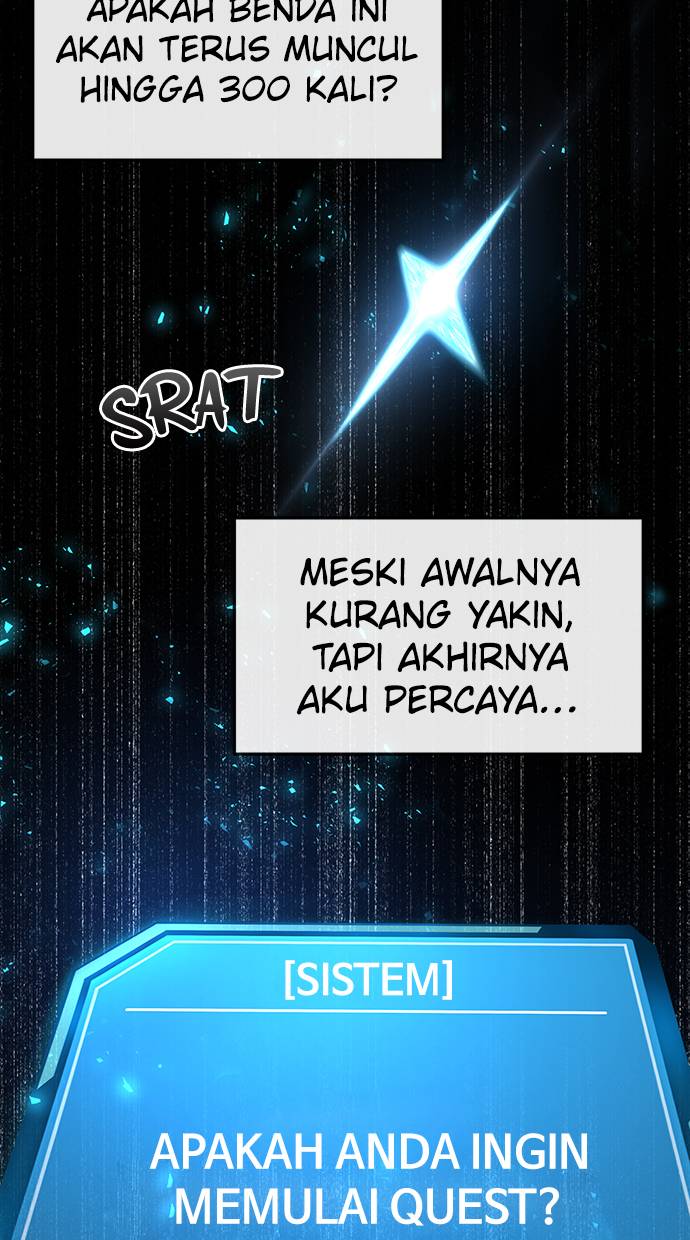 APAKAH BENDA INI
AKAN TERUS MUNCUL
HINGGA 300 KALI?
SRAT
MESKI AWALNYA
KURANG YAKIN,
TAPI AKHIRNYA
AKU PERCAYA...
[SISTEM]
APAKAH ANDA INGIN
MEMULAI QUEST?